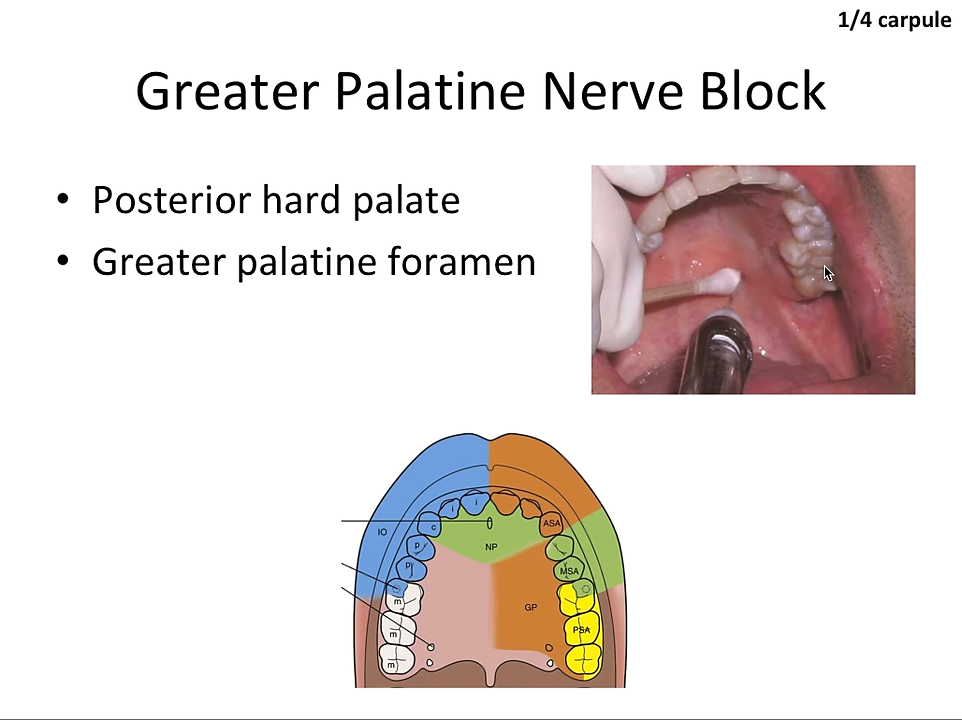 1/4 carpule
Greater Palatine Nerve Block
• Posterior hard palate
• Greater palatine foramen
i
i
c
ASA
IO
p
NP
p
MSA
m
GP
m
PSA
m